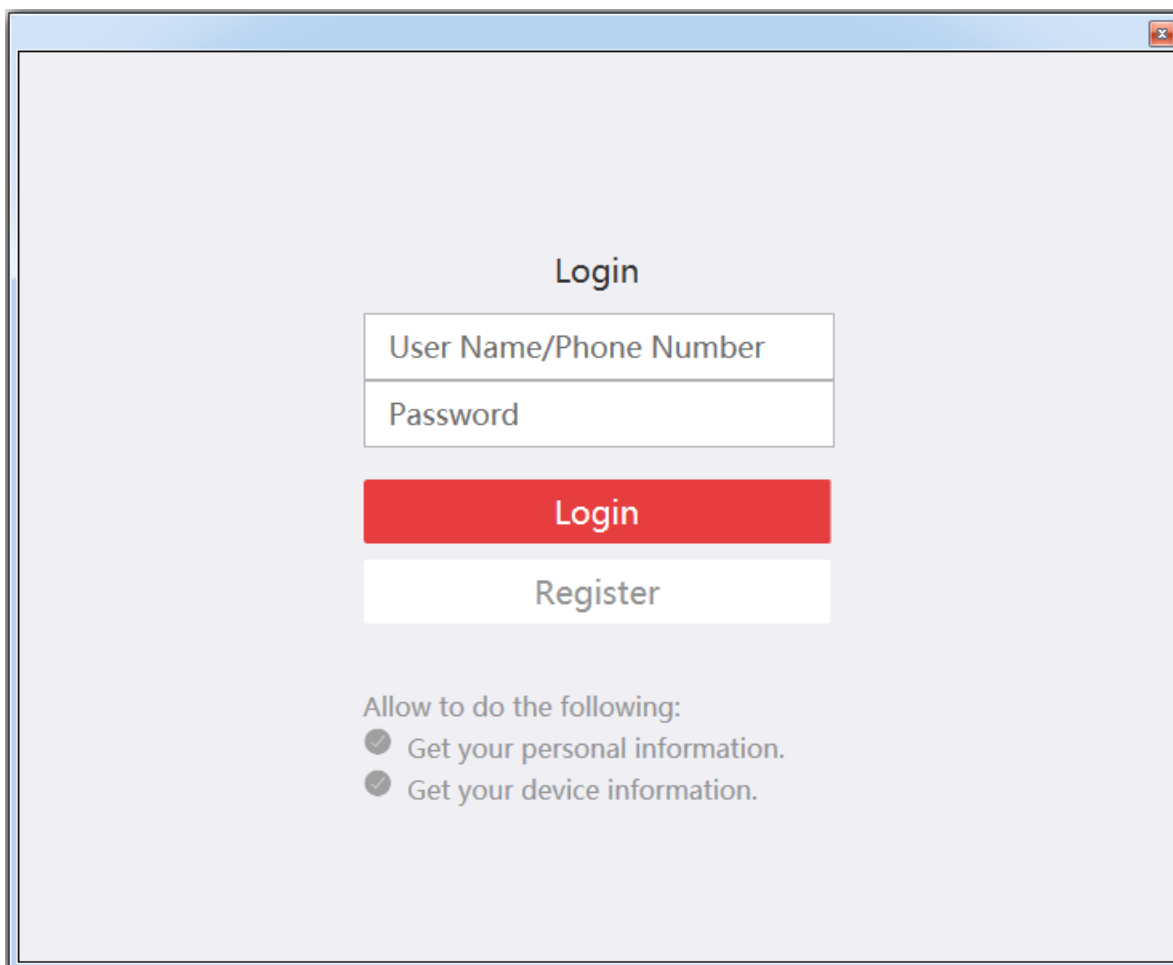 Login
User Name/Phone Number
Password
Login
Register
Allow to do the following:
Get your personal information.
Get your device information.